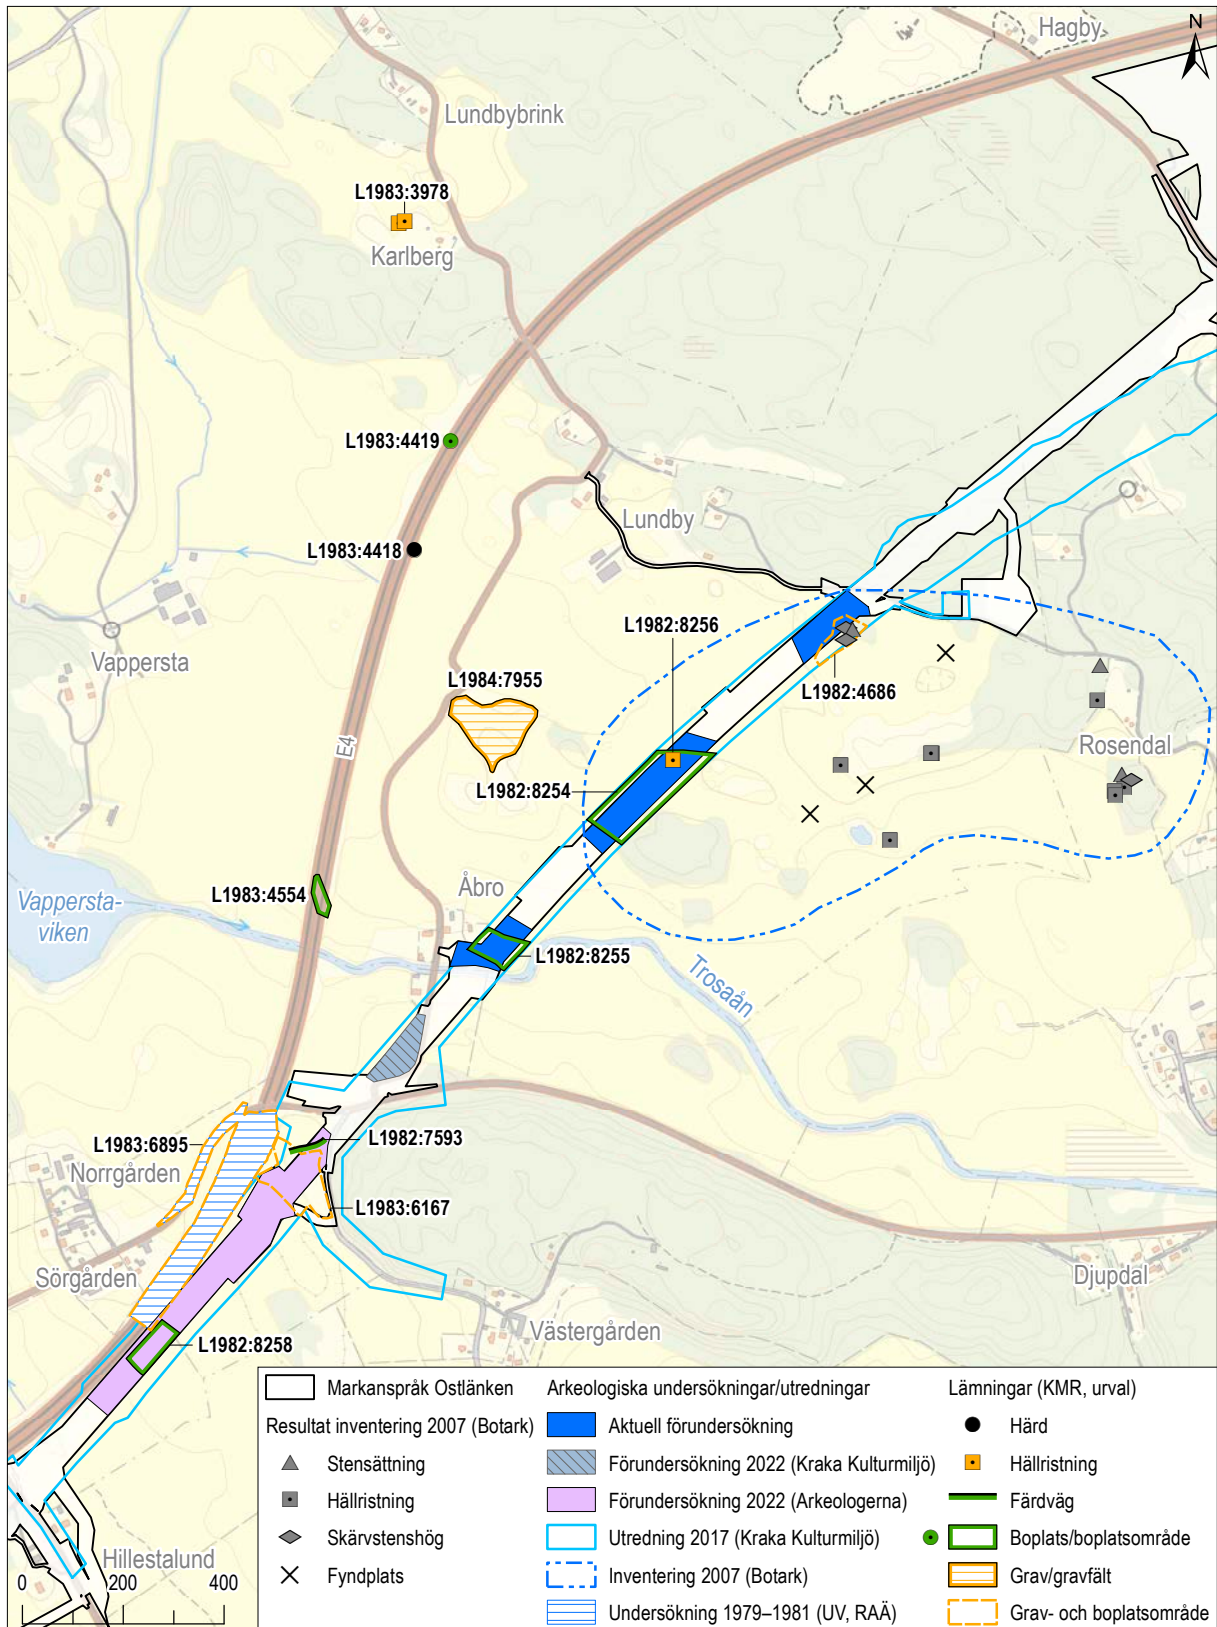 Hagby
N
Lundbybrink
L1983:3978
Karlberg
L1983:4419
Lundby
L1983:4418
L1982:8256
Vappersta
L1984:7955
L1982:4686
E4
Rosendal
L1982:8254
L1983:4554
Åbro
Vappersta-
viken
L1982:8255
Trosaån
L1983:6895
L1982:7593
Norrgården
L1983:6167
Sörgården
Djupdal
Västergården
L1982:8258
Hillestalund
0 200 400
Markanspråk Ostlänken
Resultat inventering 2007 (Botark)
Stensättning
Hällristning
Skärvstenshög
Fyndplats
Arkeologiska undersökningar/utredningar
Aktuell förundersökning
Förundersökning 2022 (Kraka Kulturmiljö)
Förundersökning 2022 (Arkeologerna)
Utredning 2017 (Kraka Kulturmiljö)
Inventering 2007 (Botark)
Undersökning 1979–1981 (UV, RAÄ)
Lämningar (KMR, urval)
Härd
Hällristning
Färdväg
Boplats/boplatsområde
Grav/gravfält
Grav- och boplatsområde